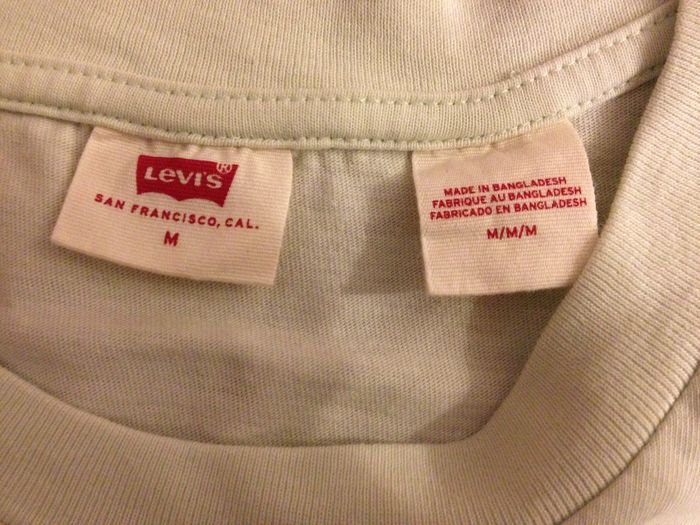 Levi's®
SAN FRANCISCO, CAL.
M
MADE IN BANGLADESH
FABRIQUE AU BANGLADESH
FABRICADO EN BANGLADESH
M/M/M